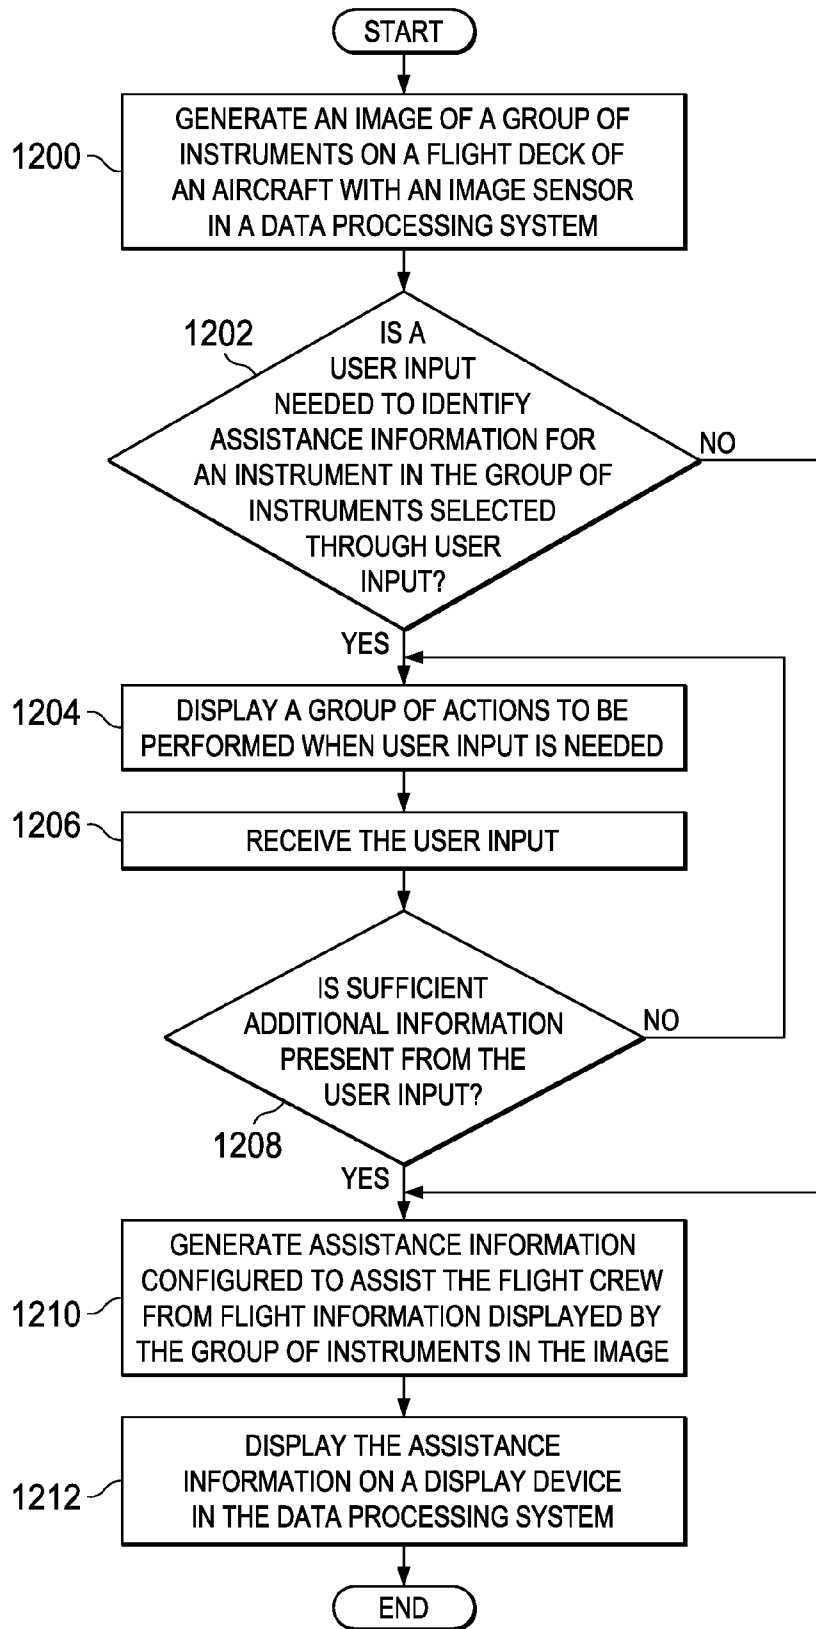 START
1200
GENERATE AN IMAGE OF A GROUP OF
INSTRUMENTS ON A FLIGHT DECK OF
AN AIRCRAFT WITH AN IMAGE SENSOR
IN A DATA PROCESSING SYSTEM
1202
IS A
USER INPUT
NEEDED TO IDENTIFY
ASSISTANCE INFORMATION FOR
AN INSTRUMENT IN THE GROUP OF
INSTRUMENTS SELECTED
THROUGH USER
INPUT?
NO
YES
1204
DISPLAY A GROUP OF ACTIONS TO BE
PERFORMED WHEN USER INPUT IS NEEDED
1206
RECEIVE THE USER INPUT
IS SUFFICIENT
ADDITIONAL INFORMATION
PRESENT FROM THE
USER INPUT?
NO
1208
YES
1210
GENERATE ASSISTANCE INFORMATION
CONFIGURED TO ASSIST THE FLIGHT CREW
FROM FLIGHT INFORMATION DISPLAYED BY
THE GROUP OF INSTRUMENTS IN THE IMAGE
1212
DISPLAY THE ASSISTANCE
INFORMATION ON A DISPLAY DEVICE
IN THE DATA PROCESSING SYSTEM
END